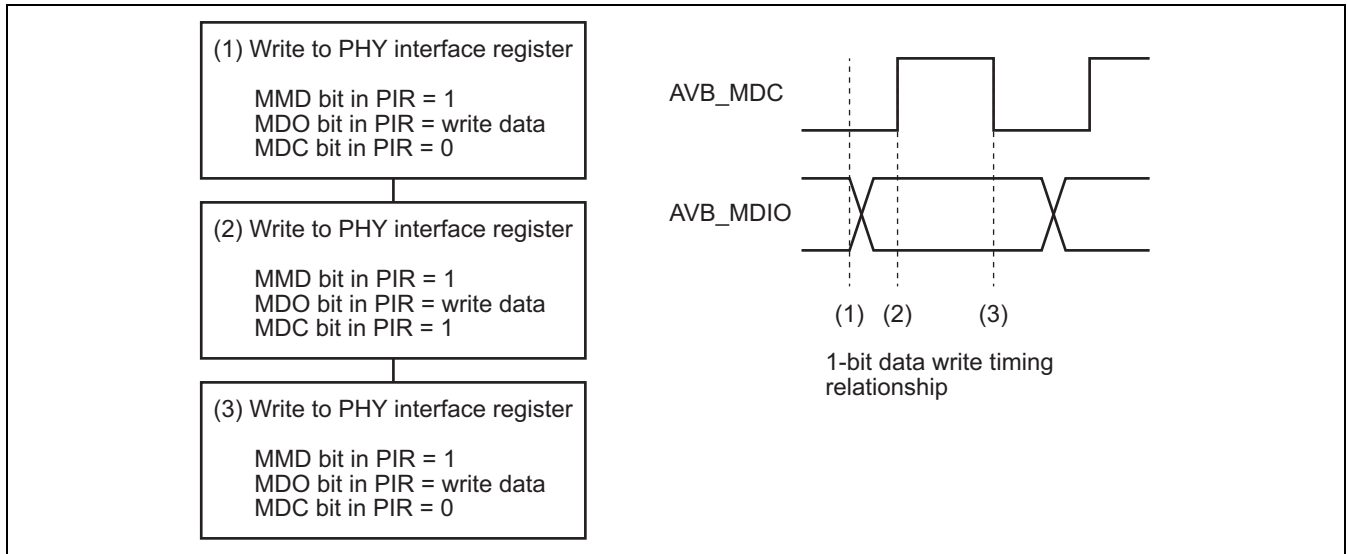 (1) Write to PHY interface register
MMD bit in PIR = 1
MDO bit in PIR = write data
MDC bit in PIR = 0
(2) Write to PHY interface register
MMD bit in PIR = 1
MDO bit in PIR = write data
MDC bit in PIR = 1
(3) Write to PHY interface register
MMD bit in PIR = 1
MDO bit in PIR = write data
MDC bit in PIR = 0
AVB_MDC
AVB_MDIO
(1) (2) (3)
1-bit data write timing
relationship